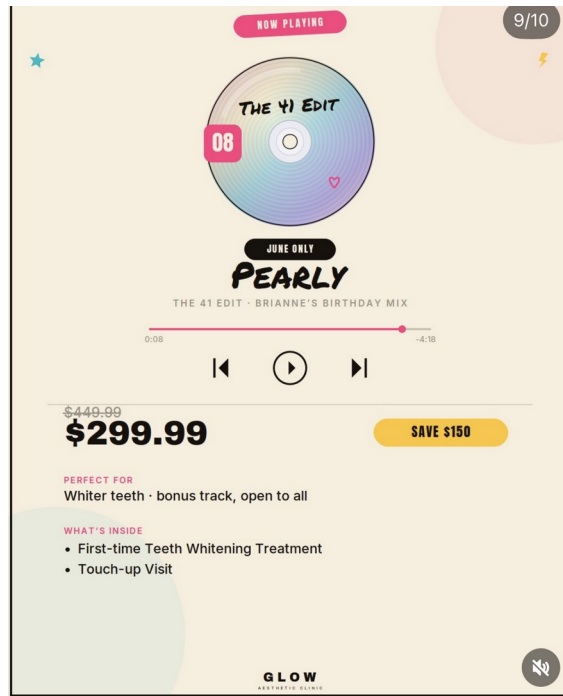 9/10
NOW PLAYING
THE 41 EDIT
08
JUNE ONLY
PEARLY
THE 41 EDIT · BRIANNE'S BIRTHDAY MIX
0:08
-4:18
$449.99
$299.99
SAVE $150
PERFECT FOR
Whiter teeth · bonus track, open to all
WHAT'S INSIDE
• First-time Teeth Whitening Treatment
• Touch-up Visit
GLOW
AESTHETIC CLINIC